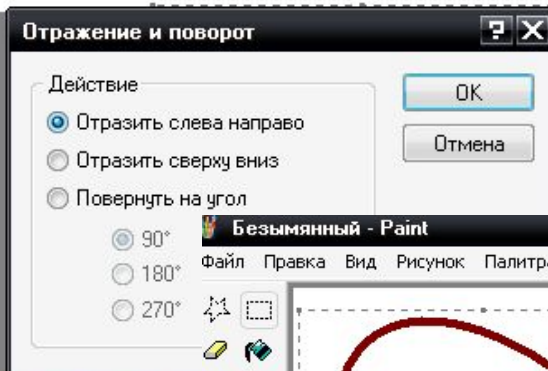 Отражение и поворот
Действие
Отразить слева направо
Отразить сверху вниз
Повернуть на угол
90°
180°
270°
OK
Отмена
Безымянный - Paint
Файл Правка Вид Рисунок Палитра